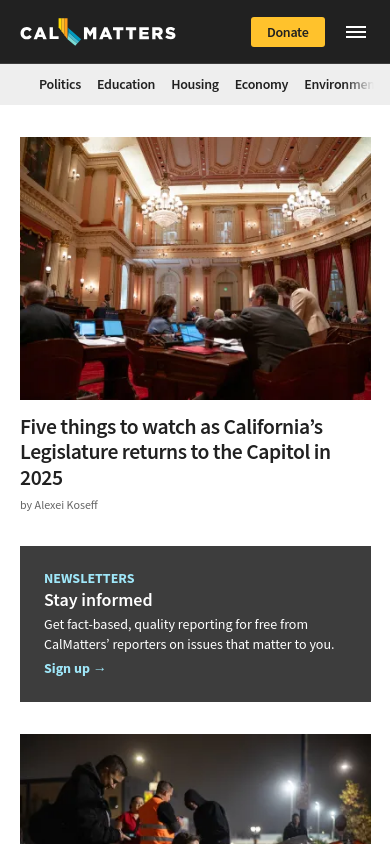 CAL MATTERS
Donate
Politics Education Housing Economy
Five things to watch as California’s
Legislature returns to the Capitol in
2025
by Alexei Koseff
NEWSLETTERS
Stay informed
Get fact-based, quality reporting for free from
CalMatters’ reporters on issues that matter to you.
Sign up →